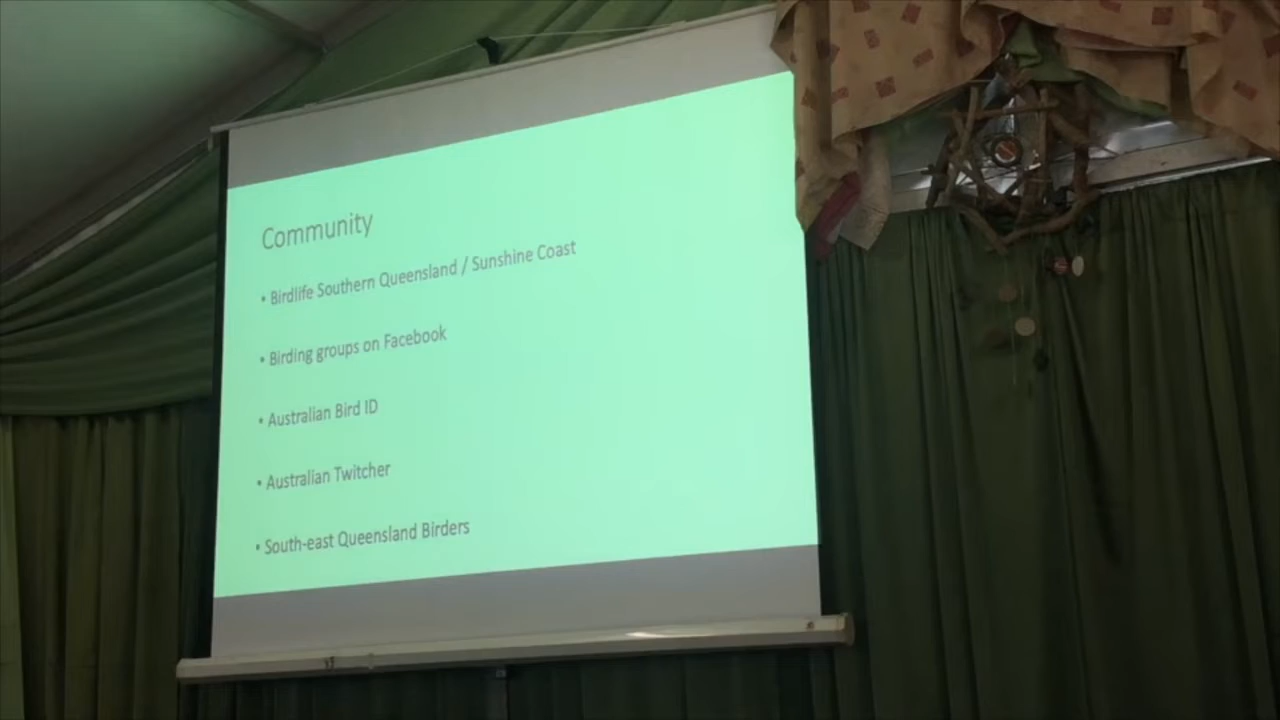 Community
• Birdlife Southern Queensland / Sunshine Coast
• Birding groups on Facebook
• Australian Bird ID
• Australian Twitcher
• South-east Queensland Birders